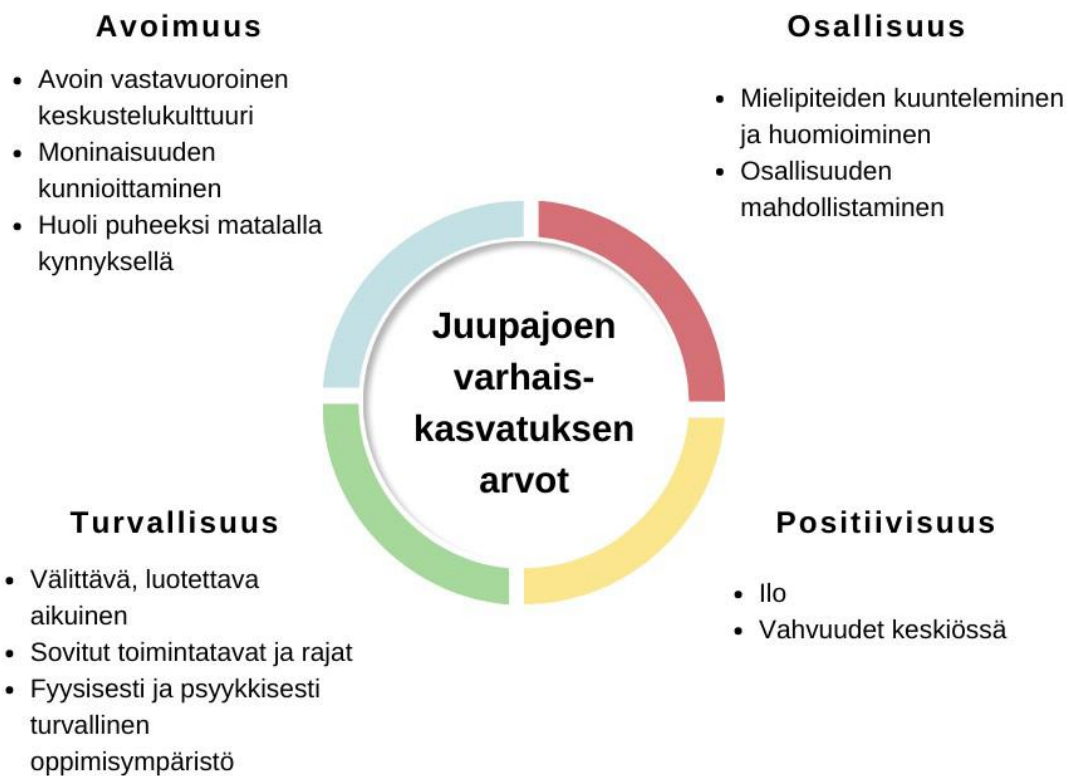 Avoimuus
Avoin vastavuoroinen
keskustelukulttuuri
Moninaisuuden
kunnioittaminen
Huoli puheeksi matalalla
kynnyksellä
Osallisuus
Mielipiteiden kuunteleminen
ja huomioiminen
Osallisuuden
mahdollistaminen
Juupajoen
varhais-
kasvatuksen
arvot
Turvallisuus
Välittävä, luotettava
aikuinen
Sovitut toimintatavat ja rajat
Fyysisesti ja psyykkisesti
turvallinen
oppimisympäristö
Positiivisuus
Ilo
Vahvuudet keskiössä